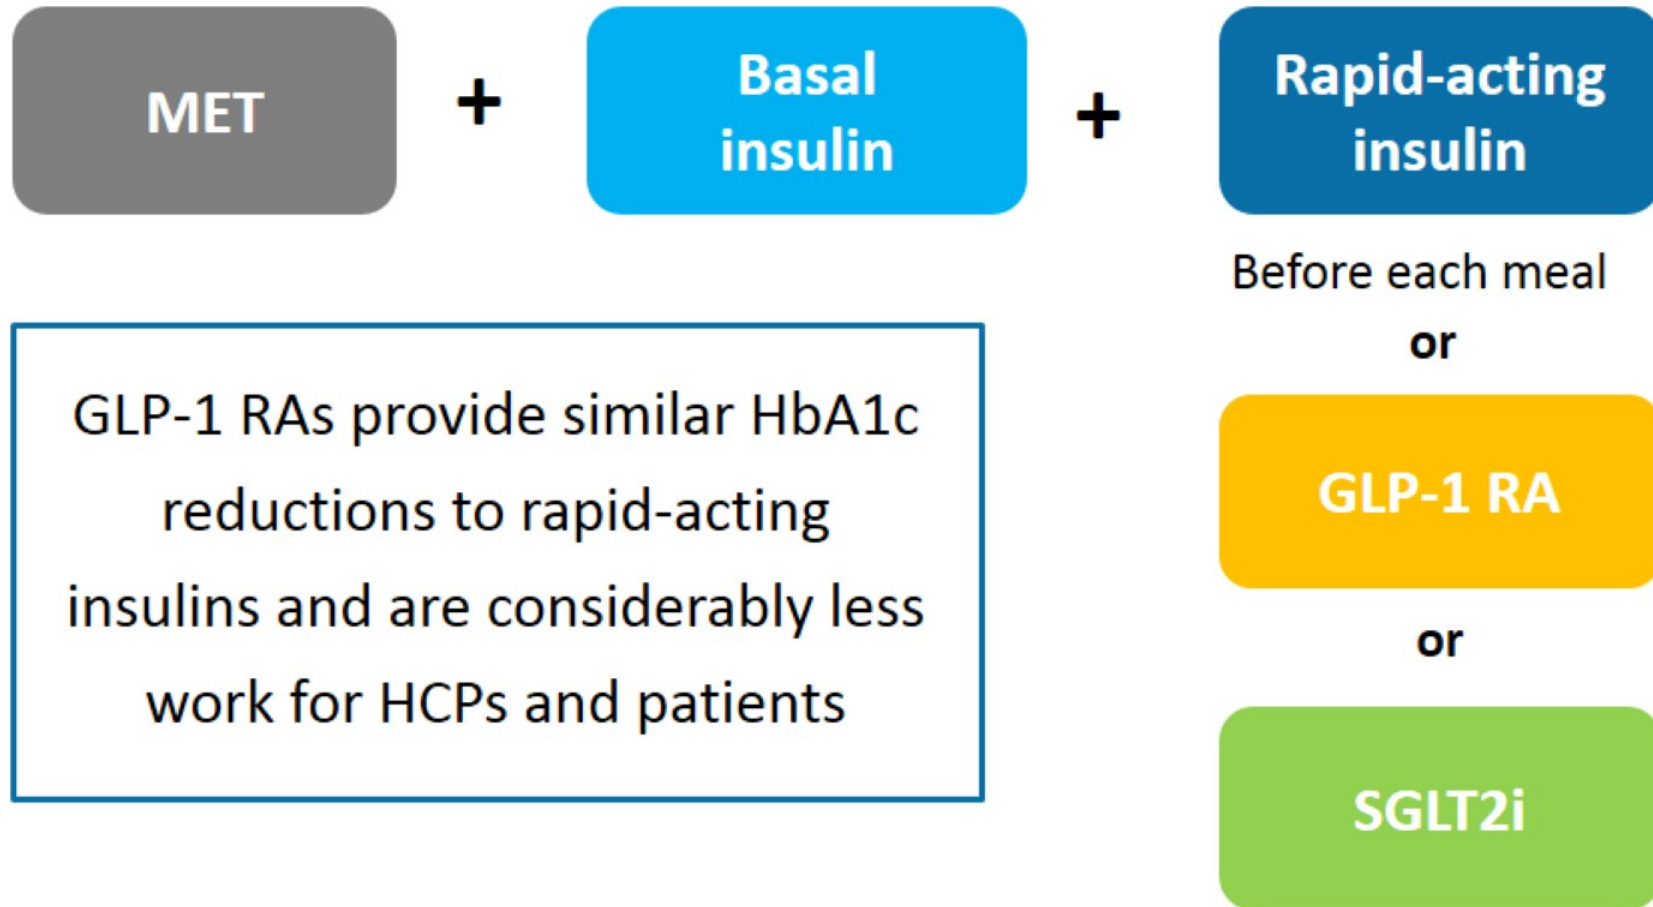 MET
+
Basal
insulin
+
Rapid-acting
insulin
Before each meal
or
GLP-1 RA
or
SGLT2i
GLP-1 RAs provide similar HbA1c
reductions to rapid-acting
insulins and are considerably less
work for HCPs and patients